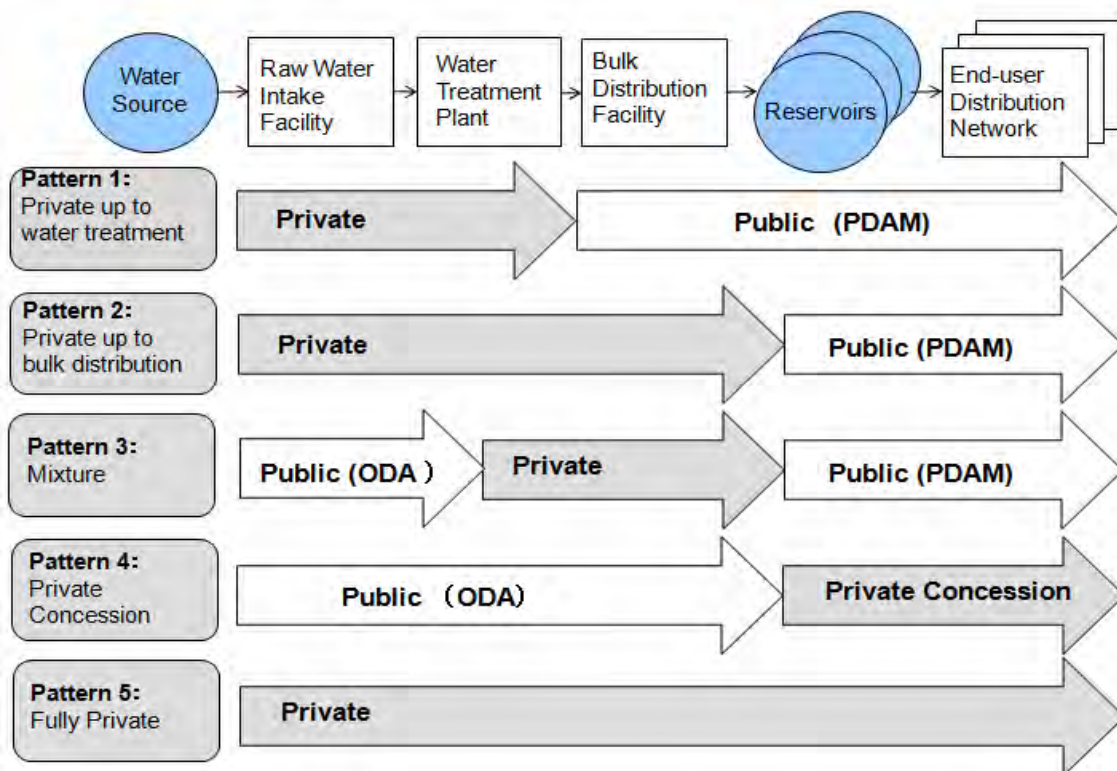 Water
Source
Raw Water
Intake
Facility
Water
Treatment
Plant
Bulk
Distribution
Facility
Reservoirs
End-user
Distribution
Network
Pattern 1:
Private up to
water treatment
Private
Public (PDAM)
Pattern 2:
Private up to
bulk distribution
Private
Public (PDAM)
Pattern 3:
Mixture
Public (ODA)
Private
Public (PDAM)
Pattern 4:
Private
Concession
Public (ODA)
Private Concession
Pattern 5:
Fully Private
Private